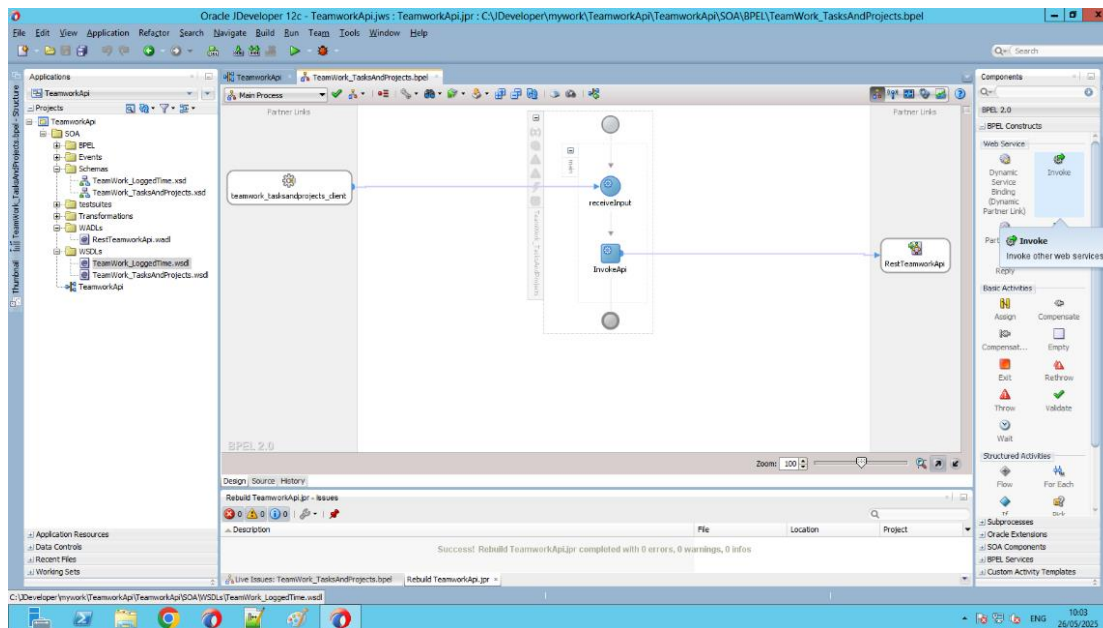 Oracle JDeveloper 12c - TeamworkApi.jws : TeamworkApi.jpr : C:\JDeveloper\mywork\TeamworkApi\TeamworkApi\SOA\BPEL\TeamWork_TasksAndProjects.bpel
File Edit View Application Refactor Search Navigate Build Run Team Tools Window Help
Search
Applications
TeamworkApi
Projects
TeamworkApi
SOA
BPEL
Events
Schemas
TeamWork_LoggedTime.xsd
TeamWork_TasksAndProjects.xsd
testsuites
Transformations
WADLs
RestTeamworkApi.wadl
WSDLs
TeamWork_LoggedTime.wsdl
TeamWork_TasksAndProjects.wsdl
TeamworkApi
Application Resources
Data Controls
Recent Files
Working Sets
TeamWork_TasksAndProjects.bpel - Structure
Thumbnail
TeamworkApi
TeamWork_TasksAndProjects.bpel
Main Process
Partner Links
Partner Links
teamwork_tasksandprojects_client
main
receiveInput
InvokeApi
RestTeamworkApi
TeamWork_TasksAndProjects
BPEL 2.0
Zoom: 100
Design Source History
Rebuild TeamworkApi.jpr - Issues
0 0 0
Description File Location Project
Success! Rebuild TeamworkApi.jpr completed with 0 errors, 0 warnings, 0 infos
Live Issues: TeamWork_TasksAndProjects.bpel Rebuild TeamworkApi.jpr
Components
BPEL 2.0
BPEL Constructs
Web Service
Dynamic Service Binding (Dynamic Partner Link)
Invoke
Part
Invoke
Invoke other web services
Reply
Basic Activities
Assign Compensate
Compensat... Empty
Exit Rethrow
Throw Validate
Wait
Structured Activities
Flow For Each
If Pick
Subprocesses
Oracle Extensions
SOA Components
BPEL Services
Custom Activity Templates
C:\JDeveloper\mywork\TeamworkApi\TeamworkApi\SOA\WSDLs\TeamWork_LoggedTime.wsdl
ENG
10:03
26/05/2025